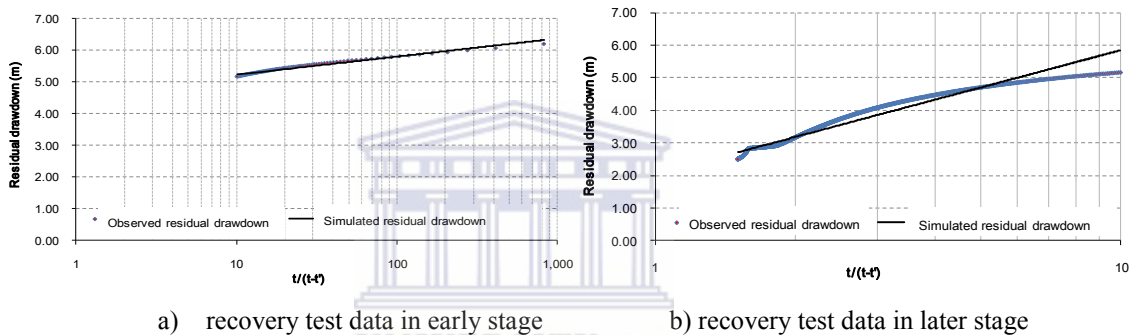 7.00
6.00
5.00
4.00
3.00
2.00
1.00
0.00
Residual drawdown (m)
Observed residual drawdown
Simulated residual drawdown
1
10
100
1,000
t/(t-t')
7.00
6.00
5.00
4.00
3.00
2.00
1.00
0.00
Residual drawdown (m)
Observed residual drawdown
Simulated residual drawdown
1
10
t/(t-t')
a) recovery test data in early stage
b) recovery test data in later stage